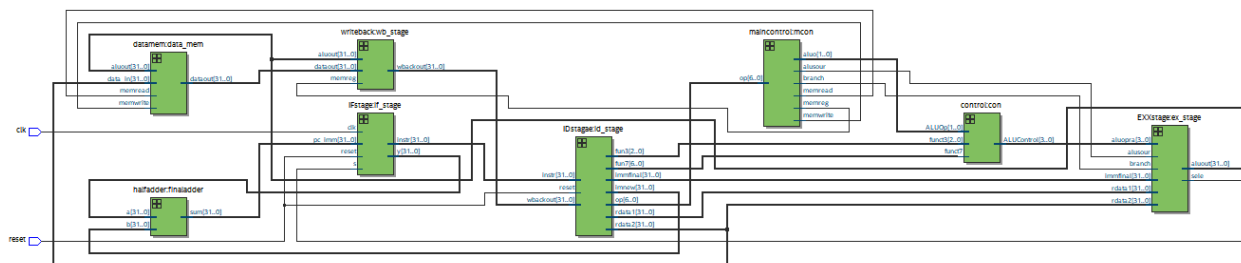 clk
reset
datamem:data_mem
aluout[31..0]
data_in[31..0]
memread
memwrite
dataout[31..0]
writeback:wb_stage
aluout[31..0]
dataout[31..0]
memreg
wbackout[31..0]
IFstage:if_stage
clk
pc_imm[31..0]
reset
s
instr[31..0]
y[31..0]
halfadder:finaladder
a[31..0]
b[31..0]
sum[31..0]
IDstagae:id_stage
instr[31..0]
reset
wbackout[31..0]
fun3[2..0]
fun7[6..0]
immfinal[31..0]
imnew[31..0]
op[6..0]
rdata1[31..0]
rdata2[31..0]
maincontrol:mcon
op[6..0]
aluo[1..0]
alusour
branch
memread
memreg
memwrite
control:con
ALUOp[1..0]
funct3[2..0]
funct7
ALUControl[3..0]
EXXstage:ex_stage
aluopra[3..0]
alusour
branch
immfinal[31..0]
rdata1[31..0]
rdata2[31..0]
aluout[31..0]
sele